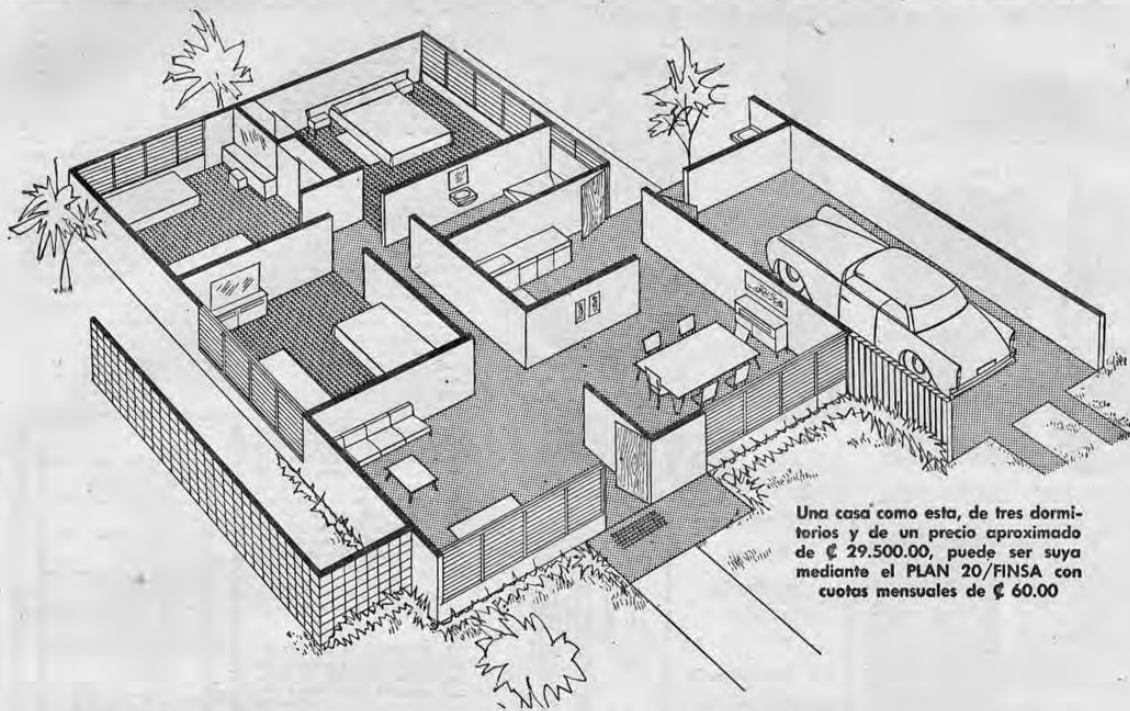 Una casa como esta, de tres dormi-
torios y de un precio aproximado
de ₡ 29.500.00, puede ser suya
mediante el PLAN 20/FINSA con
cuotas mensuales de ₡ 60.00